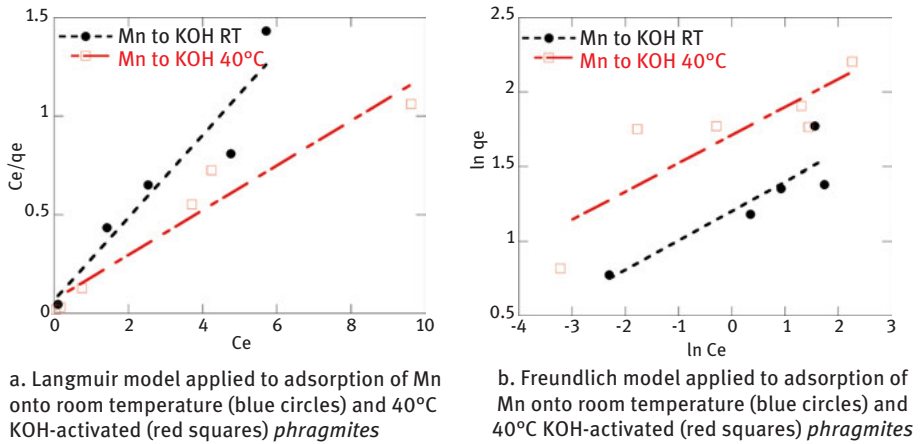 1.5
1
0.5
0
Ce/qe
0 2 4 6 8 10
Ce
Mn to KOH RT
Mn to KOH 40°C
a. Langmuir model applied to adsorption of Mn
onto room temperature (blue circles) and 40°C
KOH-activated (red squares) phragmites
2.5
2
1.5
1
0.5
ln qe
-4 -3 -2 -1 0 1 2 3
ln Ce
Mn to KOH RT
Mn to KOH 40°C
b. Freundlich model applied to adsorption of
Mn onto room temperature (blue circles) and
40°C KOH-activated (red squares) phragmites